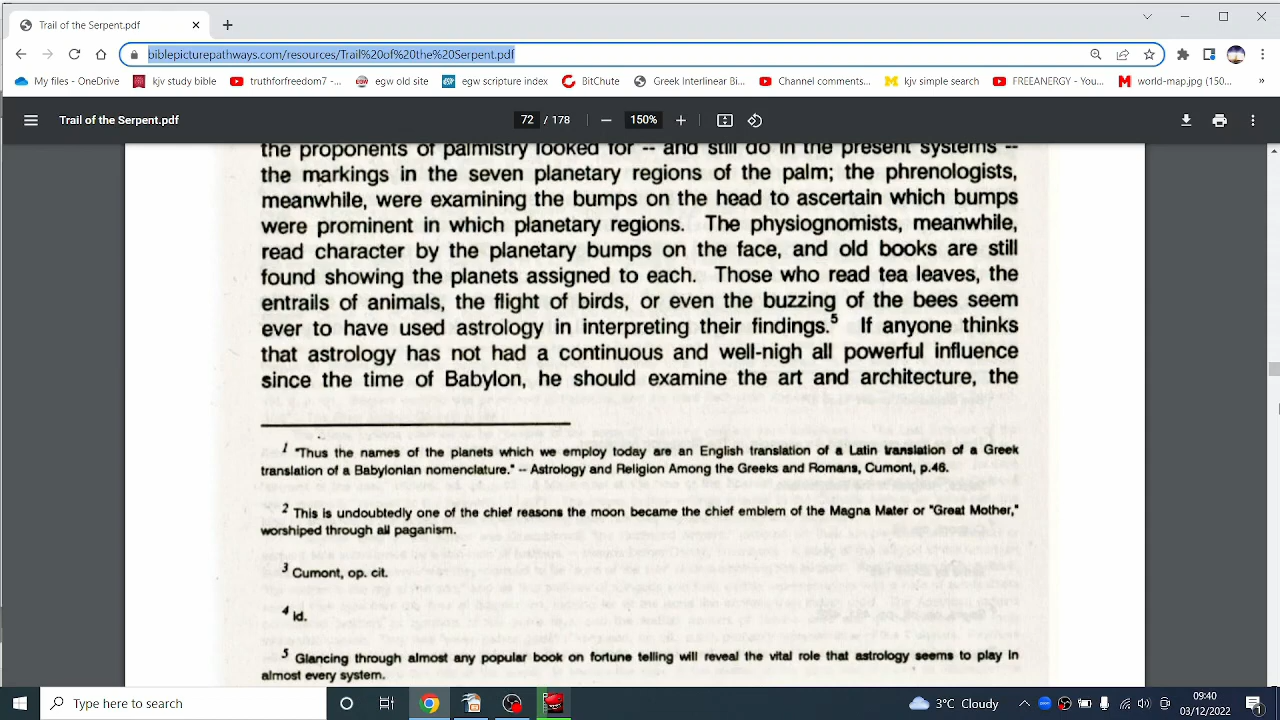 Trail of the Serpent.pdf
biblepicturepathways.com/resources/Trail%20of%20the%20Serpent.pdf
My files - OneDrive kjv study bible truthforfreedom7 -... egw old site egw scripture index BitChute Greek Interlinear Bi... Channel comments... kjv simple search FREEANERGY - You... world-map.jpg (150...
Trail of the Serpent.pdf 72 / 178 150%
the proponents of palmistry looked for -- and still do in the present systems --
the markings in the seven planetary regions of the palm; the phrenologists,
meanwhile, were examining the bumps on the head to ascertain which bumps
were prominent in which planetary regions. The physiognomists, meanwhile,
read character by the planetary bumps on the face, and old books are still
found showing the planets assigned to each. Those who read tea leaves, the
entrails of animals, the flight of birds, or even the buzzing of the bees seem
ever to have used astrology in interpreting their findings.5 If anyone thinks
that astrology has not had a continuous and well-nigh all powerful influence
since the time of Babylon, he should examine the art and architecture, the
1 "Thus the names of the planets which we employ today are an English translation of a Latin translation of a Greek
translation of a Babylonian nomenclature." -- Astrology and Religion Among the Greeks and Romans, Cumont, p.46.
2 This is undoubtedly one of the chief reasons the moon became the chief emblem of the Magna Mater or "Great Mother,"
worshiped through all paganism.
3 Cumont, op. cit.
4 Id.
5 Glancing through almost any popular book on fortune telling will reveal the vital role that astrology seems to play in
almost every system.
Type here to search 3°C Cloudy 09:40
03/12/2022